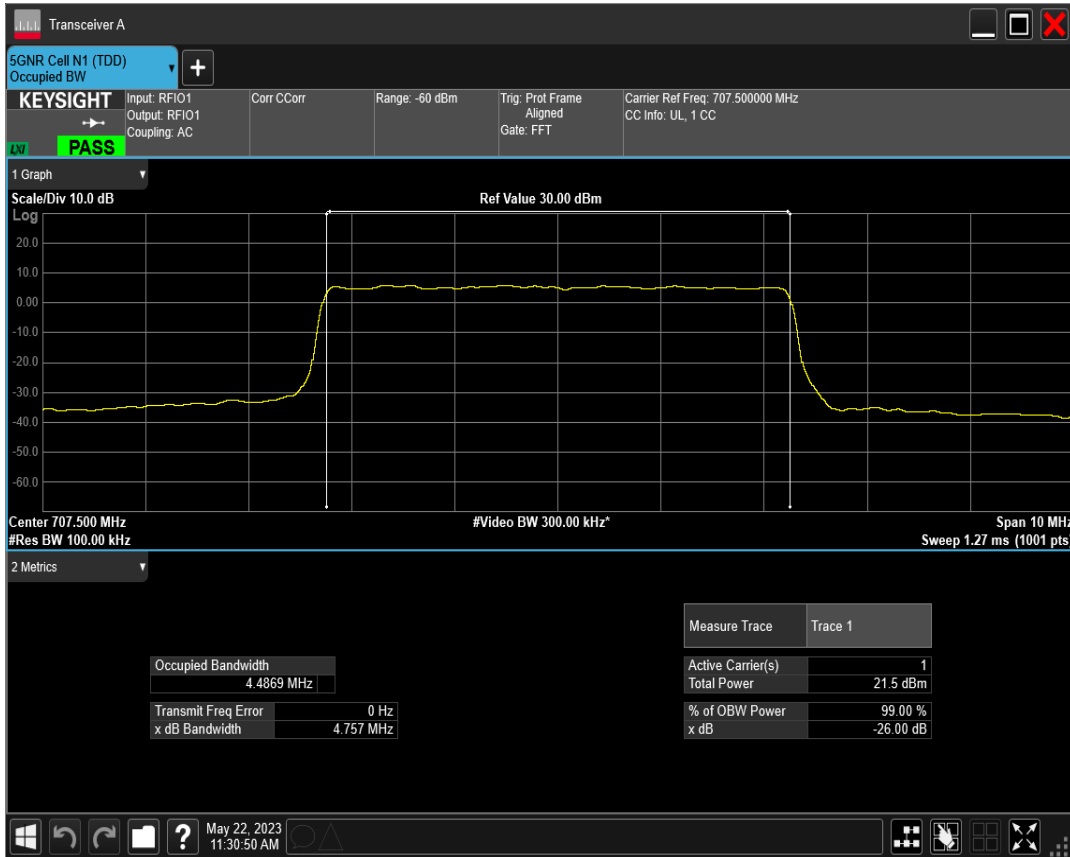 Transceiver A
5GNR Cell N1 (TDD)
Occupied BW
+
KEYSIGHT
LXI
PASS
Input: RFIO1
Output: RFIO1
Coupling: AC
Corr CCorr
Range: -60 dBm
Trig: Prot Frame
Aligned
Gate: FFT
Carrier Ref Freq: 707.500000 MHz
CC Info: UL, 1 CC
1 Graph
Scale/Div 10.0 dB
Ref Value 30.00 dBm
Log
20.0
10.0
0.00
-10.0
-20.0
-30.0
-40.0
-50.0
-60.0
Center 707.500 MHz
#Video BW 300.00 kHz*
Span 10 MHz
#Res BW 100.00 kHz
Sweep 1.27 ms (1001 pts)
2 Metrics
Measure Trace Trace 1
Occupied Bandwidth
4.4869 MHz
Active Carrier(s) 1
Total Power 21.5 dBm
Transmit Freq Error 0 Hz
x dB Bandwidth 4.757 MHz
% of OBW Power 99.00 %
x dB -26.00 dB
?
May 22, 2023
11:30:50 AM